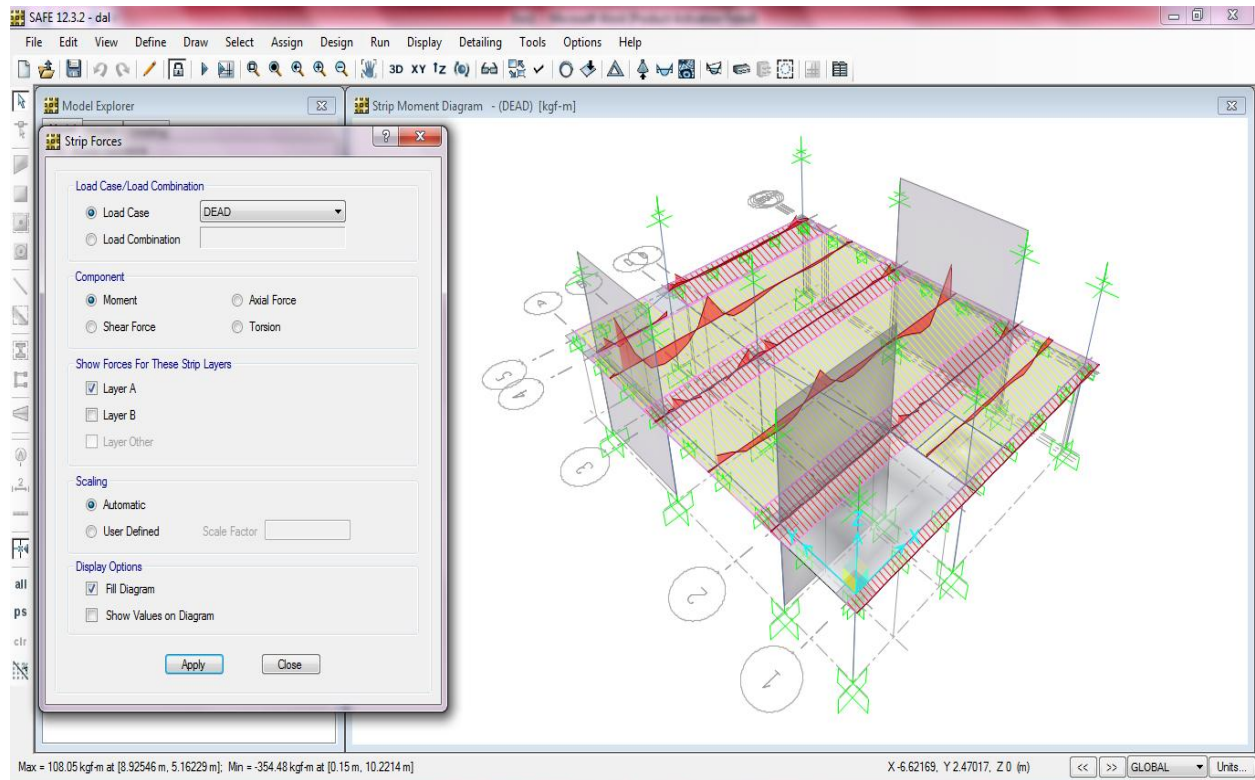 SAFE 12.3.2 - dal
File Edit View Define Draw Select Assign Design Run Display Detailing Tools Options Help
3D XY
Model Explorer
Strip Moment Diagram - (DEAD) [kgf-m]
Strip Forces
Load Case/Load Combination
Load Case DEAD
Load Combination
Component
Moment Axial Force
Shear Force Torsion
Show Forces For These Strip Layers
Layer A
Layer B
Layer Other
Scaling
Automatic
User Defined Scale Factor
Display Options
Fill Diagram
Show Values on Diagram
Apply Close
all
ps
clr
A
5
4
3
2
1
X
Y
Z
Max = 108.05 kgf-m at [8.92546 m, 5.16229 m]; Min = -354.48 kgf-m at [0.15 m, 10.2214 m]
X -6.62169, Y 2.47017, Z 0 (m) << >> GLOBAL Units...